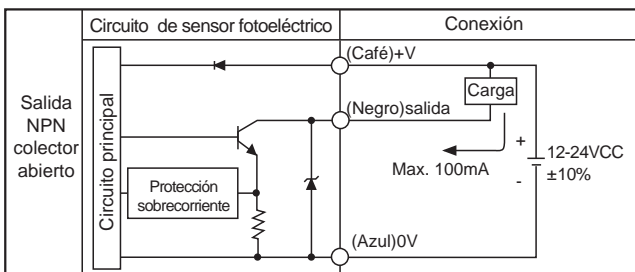 Circuito de sensor fotoeléctrico
Conexión
Salida
NPN
colector
abierto
Circuito principal
(Café)+V
Carga
(Negro)salida
Max. 100mA
+
12-24VCC
±10%
-
Protección
sobrecorriente
(Azul)0V